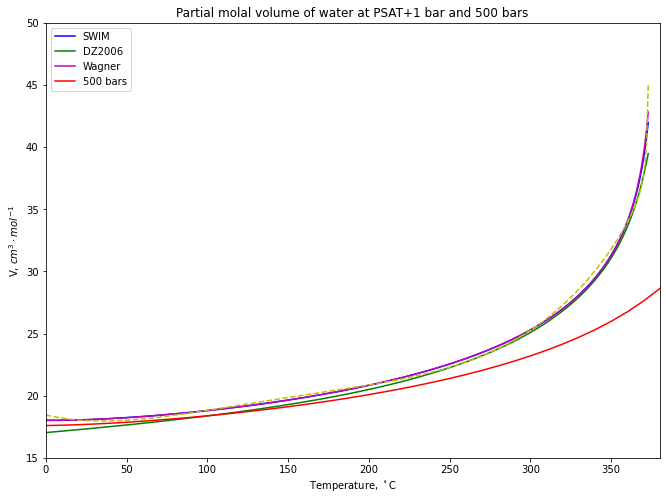 Partial molal volume of water at PSAT+1 bar and 500 bars
50
45
40
35
30
25
20
15
V, cm³ · mol⁻¹
SWIM
DZ2006
Wagner
500 bars
0 50 100 150 200 250 300 350
Temperature, °C